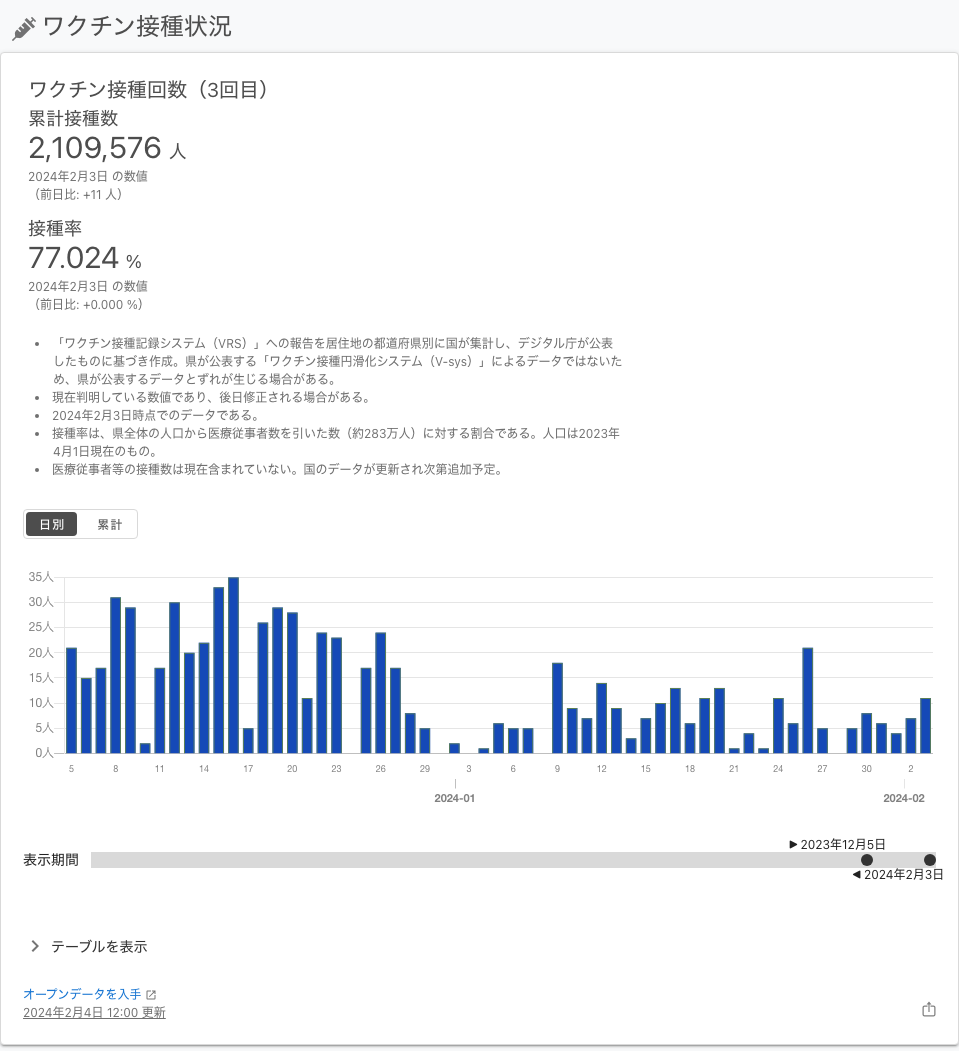 ワクチン接種状況
ワクチン接種回数（3回目）
累計接種数
2,109,576 人
2024年2月3日 の数値
（前日比: +11 人）
接種率
77.024 %
2024年2月3日 の数値
（前日比: +0.000 %）
• 「ワクチン接種記録システム（VRS）」への報告を居住地の都道府県別に国が集計し、デジタル庁が公表
したものに基づき作成。県が公表する「ワクチン接種円滑化システム（V-sys）」によるデータではないた
め、県が公表するデータとずれが生じる場合がある。
• 現在判明している数値であり、後日修正される場合がある。
• 2024年2月3日時点でのデータである。
• 接種率は、県全体の人口から医療従事者数を引いた数（約283万人）に対する割合である。人口は2023年
4月1日現在のもの。
• 医療従事者等の接種数は現在含まれていない。国のデータが更新され次第追加予定。
日別 累計
35人
30人
25人
20人
15人
10人
5人
0人
5 8 11 14 17 20 23 26 29 3 6 9 12 15 18 21 24 27 30 2
2024-01 2024-02
▶ 2023年12月5日
表示期間
◀ 2024年2月3日
テーブルを表示
オープンデータを入手
2024年2月4日 12:00 更新